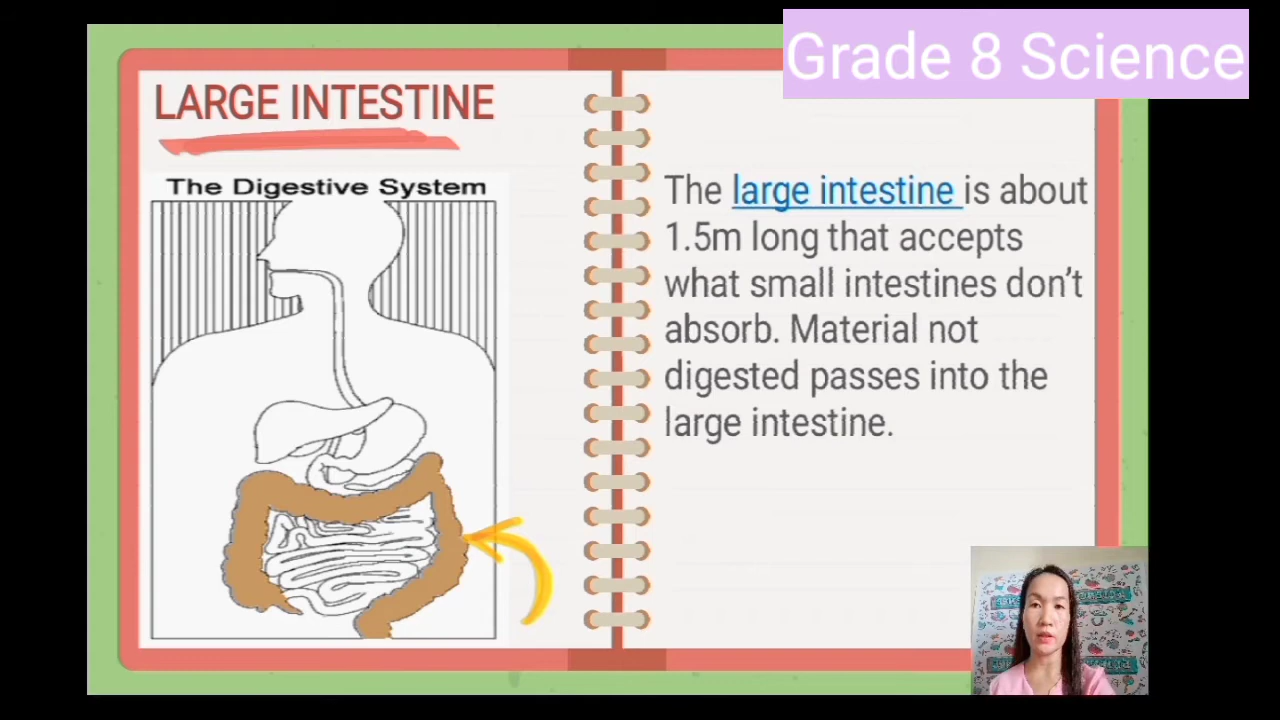 Grade 8 Science
LARGE INTESTINE
The Digestive System
The large intestine is about
1.5m long that accepts
what small intestines don’t
absorb. Material not
digested passes into the
large intestine.